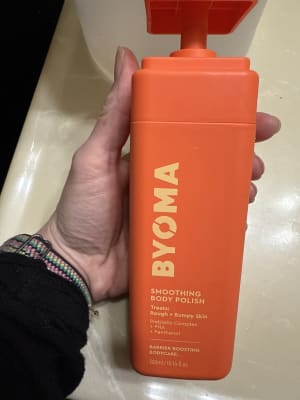 BYOMA
SMOOTHING
BODY POLISH
Treats:
Rough + Bumpy Skin
Prebiotic Complex
+ PHA
+ Panthenol
BARRIER BOOSTING
BODYCARE.